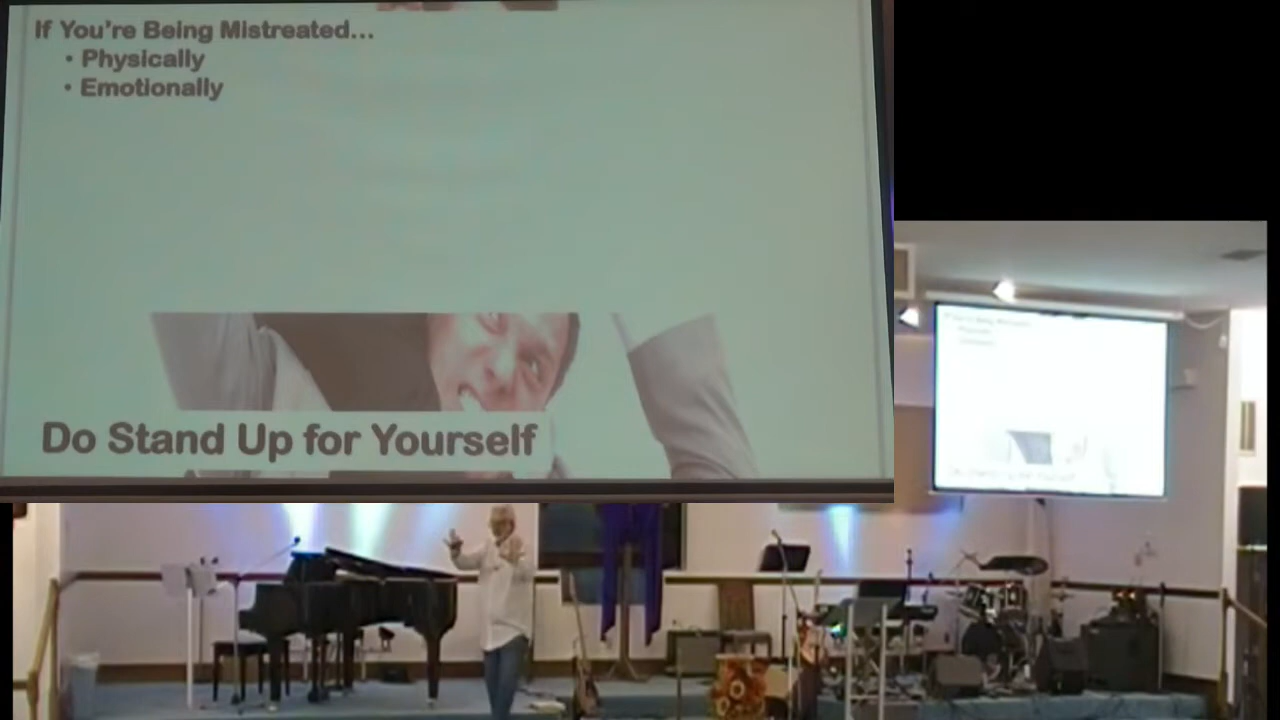 If You're Being Mistreated...
• Physically
• Emotionally
Do Stand Up for Yourself